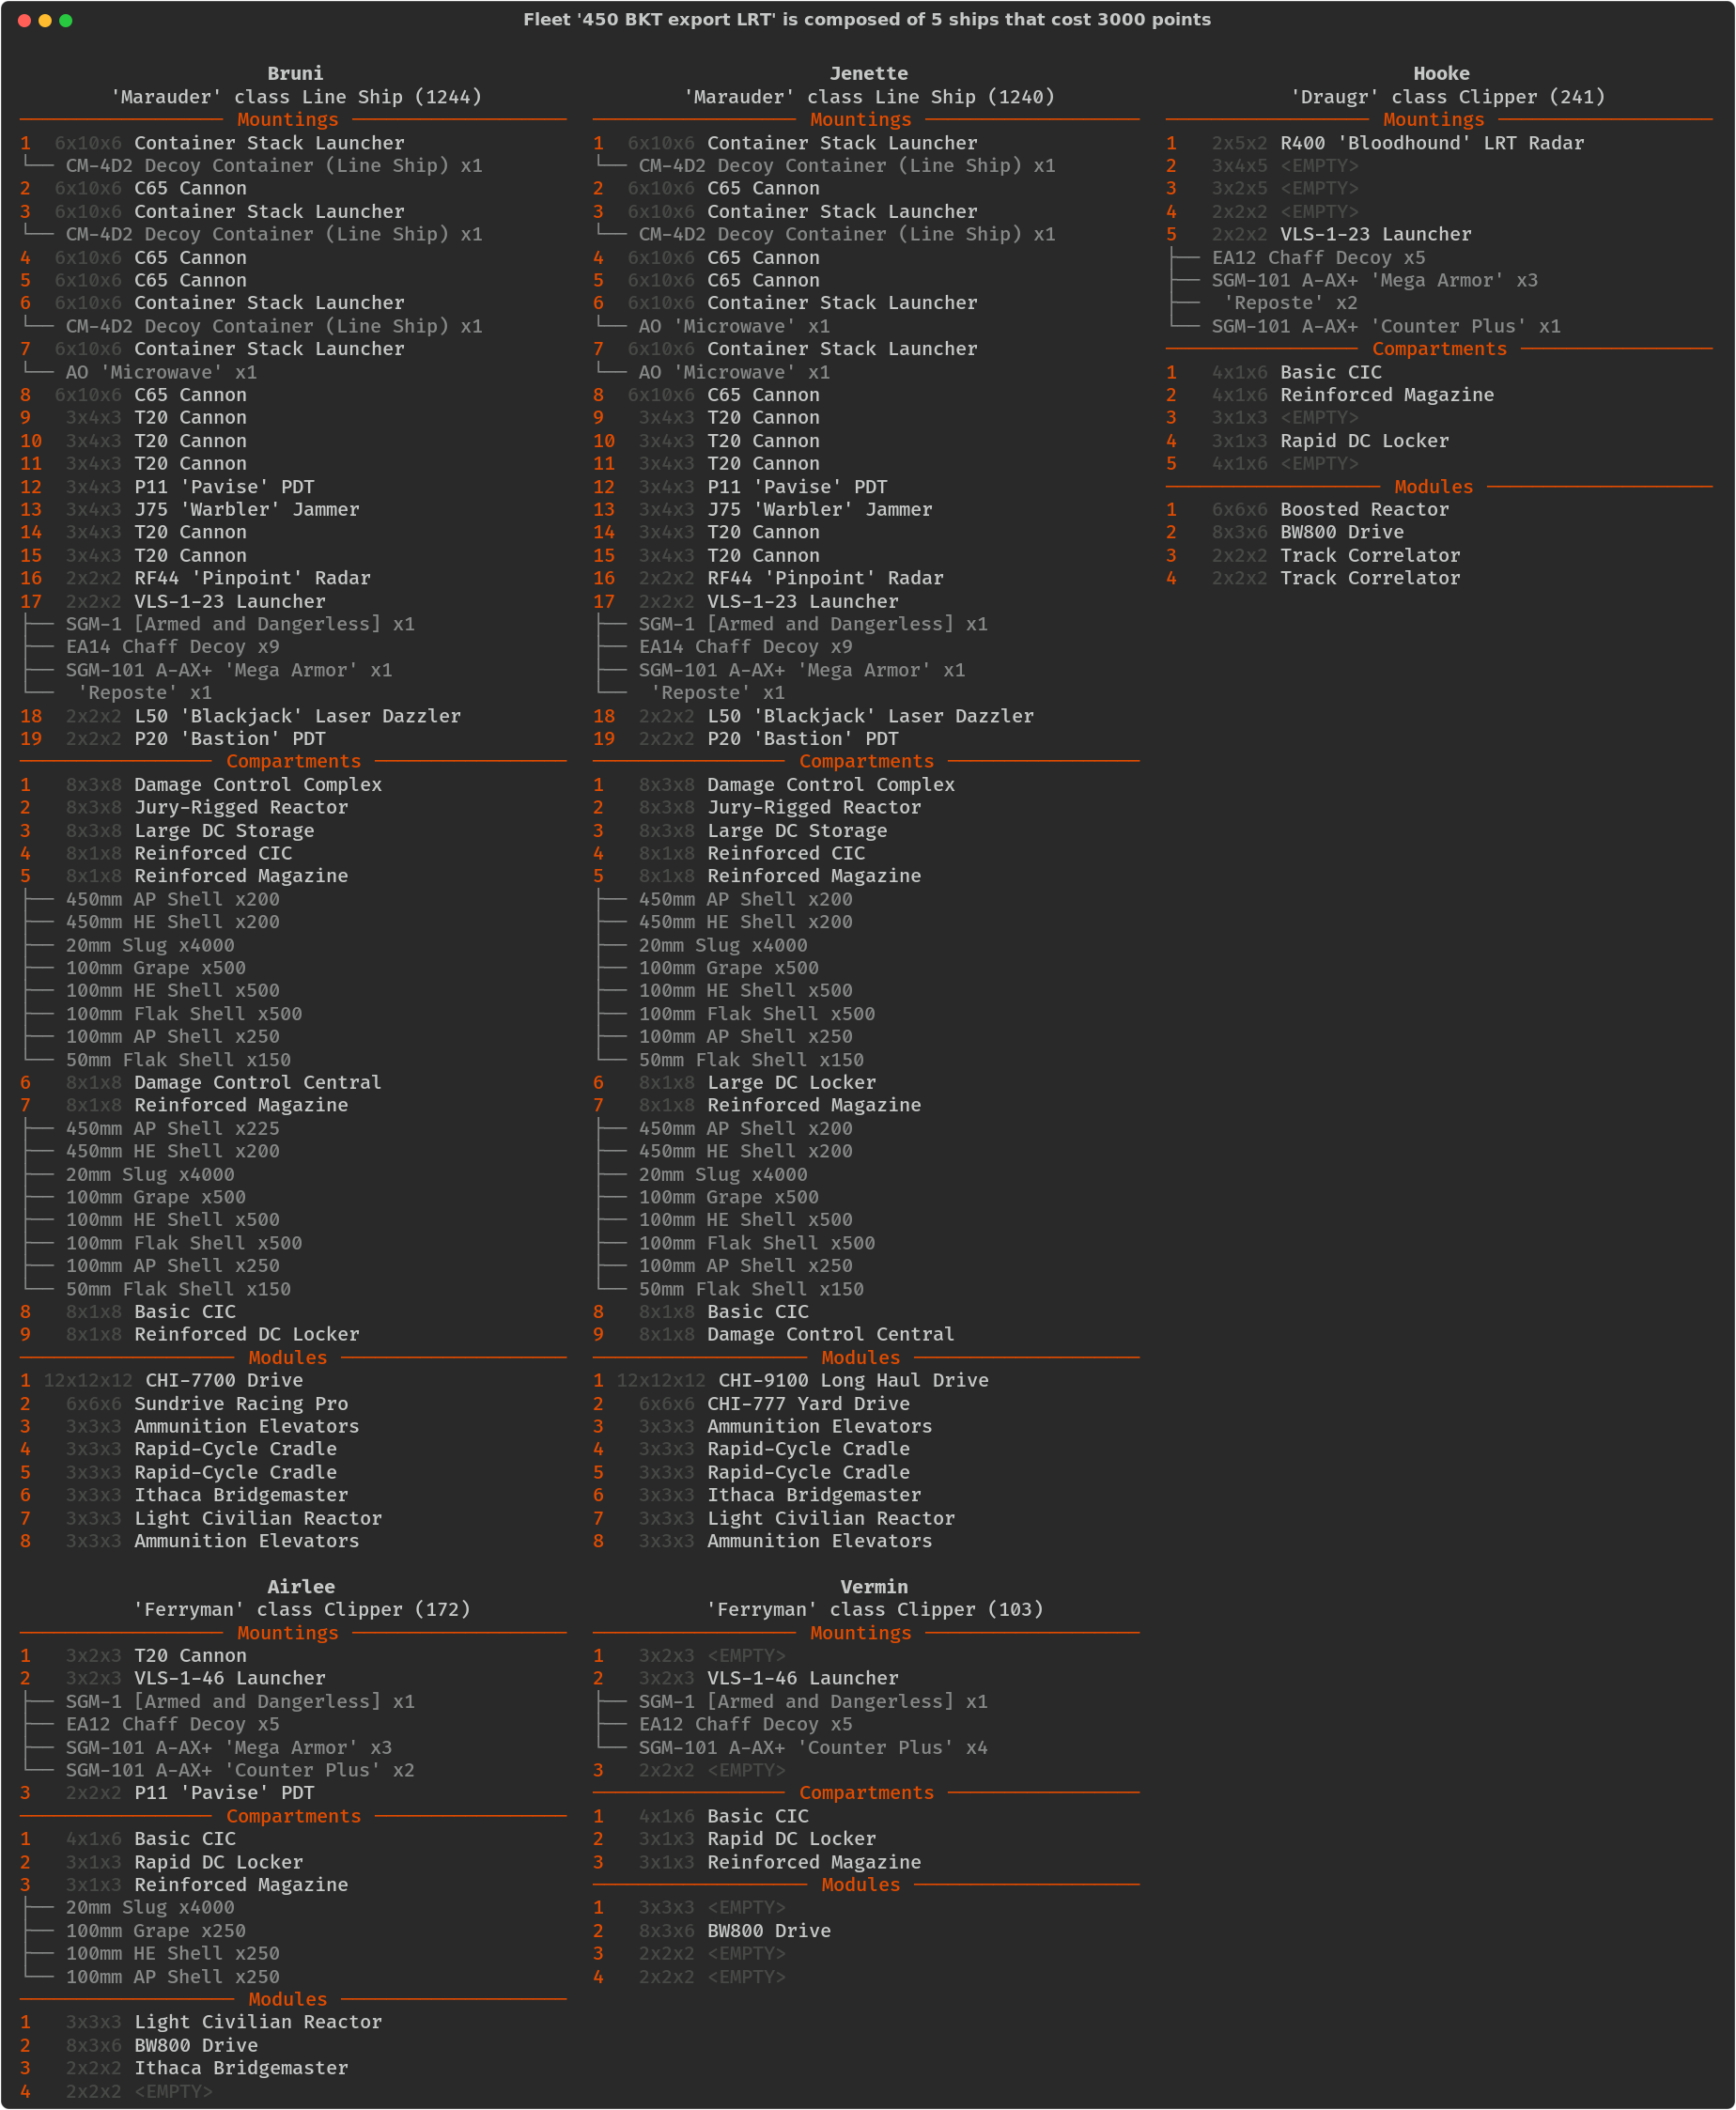 Fleet '450 BKT export LRT' is composed of 5 ships that cost 3000 points
Bruni
'Marauder' class Line Ship (1244)
Mountings
1 6x10x6 Container Stack Launcher
└── CM-4D2 Decoy Container (Line Ship) x1
2 6x10x6 C65 Cannon
3 6x10x6 Container Stack Launcher
└── CM-4D2 Decoy Container (Line Ship) x1
4 6x10x6 C65 Cannon
5 6x10x6 C65 Cannon
6 6x10x6 Container Stack Launcher
└── CM-4D2 Decoy Container (Line Ship) x1
7 6x10x6 Container Stack Launcher
└── AO 'Microwave' x1
8 6x10x6 C65 Cannon
9 3x4x3 T20 Cannon
10 3x4x3 T20 Cannon
11 3x4x3 T20 Cannon
12 3x4x3 P11 'Pavise' PDT
13 3x4x3 J75 'Warbler' Jammer
14 3x4x3 T20 Cannon
15 3x4x3 T20 Cannon
16 2x2x2 RF44 'Pinpoint' Radar
17 2x2x2 VLS-1-23 Launcher
├── SGM-1 [Armed and Dangerless] x1
├── EA14 Chaff Decoy x9
├── SGM-101 A-AX+ 'Mega Armor' x1
└── 'Reposte' x1
18 2x2x2 L50 'Blackjack' Laser Dazzler
19 2x2x2 P20 'Bastion' PDT
Compartments
1 8x3x8 Damage Control Complex
2 8x3x8 Jury-Rigged Reactor
3 8x3x8 Large DC Storage
4 8x1x8 Reinforced CIC
5 8x1x8 Reinforced Magazine
├── 450mm AP Shell x200
├── 450mm HE Shell x200
├── 20mm Slug x4000
├── 100mm Grape x500
├── 100mm HE Shell x500
├── 100mm Flak Shell x500
├── 100mm AP Shell x250
└── 50mm Flak Shell x150
6 8x1x8 Damage Control Central
7 8x1x8 Reinforced Magazine
├── 450mm AP Shell x225
├── 450mm HE Shell x200
├── 20mm Slug x4000
├── 100mm Grape x500
├── 100mm HE Shell x500
├── 100mm Flak Shell x500
├── 100mm AP Shell x250
└── 50mm Flak Shell x150
8 8x1x8 Basic CIC
9 8x1x8 Reinforced DC Locker
Modules
1 12x12x12 CHI-7700 Drive
2 6x6x6 Sundrive Racing Pro
3 3x3x3 Ammunition Elevators
4 3x3x3 Rapid-Cycle Cradle
5 3x3x3 Rapid-Cycle Cradle
6 3x3x3 Ithaca Bridgemaster
7 3x3x3 Light Civilian Reactor
8 3x3x3 Ammunition Elevators
Jenette
'Marauder' class Line Ship (1240)
Mountings
1 6x10x6 Container Stack Launcher
└── CM-4D2 Decoy Container (Line Ship) x1
2 6x10x6 C65 Cannon
3 6x10x6 Container Stack Launcher
└── CM-4D2 Decoy Container (Line Ship) x1
4 6x10x6 C65 Cannon
5 6x10x6 C65 Cannon
6 6x10x6 Container Stack Launcher
└── AO 'Microwave' x1
7 6x10x6 Container Stack Launcher
└── AO 'Microwave' x1
8 6x10x6 C65 Cannon
9 3x4x3 T20 Cannon
10 3x4x3 T20 Cannon
11 3x4x3 T20 Cannon
12 3x4x3 P11 'Pavise' PDT
13 3x4x3 J75 'Warbler' Jammer
14 3x4x3 T20 Cannon
15 3x4x3 T20 Cannon
16 2x2x2 RF44 'Pinpoint' Radar
17 2x2x2 VLS-1-23 Launcher
├── SGM-1 [Armed and Dangerless] x1
├── EA14 Chaff Decoy x9
├── SGM-101 A-AX+ 'Mega Armor' x1
└── 'Reposte' x1
18 2x2x2 L50 'Blackjack' Laser Dazzler
19 2x2x2 P20 'Bastion' PDT
Compartments
1 8x3x8 Damage Control Complex
2 8x3x8 Jury-Rigged Reactor
3 8x3x8 Large DC Storage
4 8x1x8 Reinforced CIC
5 8x1x8 Reinforced Magazine
├── 450mm AP Shell x200
├── 450mm HE Shell x200
├── 20mm Slug x4000
├── 100mm Grape x500
├── 100mm HE Shell x500
├── 100mm Flak Shell x500
├── 100mm AP Shell x250
└── 50mm Flak Shell x150
6 8x1x8 Large DC Locker
7 8x1x8 Reinforced Magazine
├── 450mm AP Shell x200
├── 450mm HE Shell x200
├── 20mm Slug x4000
├── 100mm Grape x500
├── 100mm HE Shell x500
├── 100mm Flak Shell x500
├── 100mm AP Shell x250
└── 50mm Flak Shell x150
8 8x1x8 Basic CIC
9 8x1x8 Damage Control Central
Modules
1 12x12x12 CHI-9100 Long Haul Drive
2 6x6x6 CHI-777 Yard Drive
3 3x3x3 Ammunition Elevators
4 3x3x3 Rapid-Cycle Cradle
5 3x3x3 Rapid-Cycle Cradle
6 3x3x3 Ithaca Bridgemaster
7 3x3x3 Light Civilian Reactor
8 3x3x3 Ammunition Elevators
Hooke
'Draugr' class Clipper (241)
Mountings
1 2x5x2 R400 'Bloodhound' LRT Radar
2 3x4x5 <EMPTY>
3 3x2x5 <EMPTY>
4 2x2x2 <EMPTY>
5 2x2x2 VLS-1-23 Launcher
├── EA12 Chaff Decoy x5
├── SGM-101 A-AX+ 'Mega Armor' x3
├── 'Reposte' x2
└── SGM-101 A-AX+ 'Counter Plus' x1
Compartments
1 4x1x6 Basic CIC
2 4x1x6 Reinforced Magazine
3 3x1x3 <EMPTY>
4 3x1x3 Rapid DC Locker
5 4x1x6 <EMPTY>
Modules
1 6x6x6 Boosted Reactor
2 8x3x6 BW800 Drive
3 2x2x2 Track Correlator
4 2x2x2 Track Correlator
Airlee
'Ferryman' class Clipper (172)
Mountings
1 3x2x3 T20 Cannon
2 3x2x3 VLS-1-46 Launcher
├── SGM-1 [Armed and Dangerless] x1
├── EA12 Chaff Decoy x5
├── SGM-101 A-AX+ 'Mega Armor' x3
└── SGM-101 A-AX+ 'Counter Plus' x2
3 2x2x2 P11 'Pavise' PDT
Compartments
1 4x1x6 Basic CIC
2 3x1x3 Rapid DC Locker
3 3x1x3 Reinforced Magazine
├── 20mm Slug x4000
├── 100mm Grape x250
├── 100mm HE Shell x250
└── 100mm AP Shell x250
Modules
1 3x3x3 Light Civilian Reactor
2 8x3x6 BW800 Drive
3 2x2x2 Ithaca Bridgemaster
4 2x2x2 <EMPTY>
Vermin
'Ferryman' class Clipper (103)
Mountings
1 3x2x3 <EMPTY>
2 3x2x3 VLS-1-46 Launcher
├── SGM-1 [Armed and Dangerless] x1
├── EA12 Chaff Decoy x5
└── SGM-101 A-AX+ 'Counter Plus' x4
3 2x2x2 <EMPTY>
Compartments
1 4x1x6 Basic CIC
2 3x1x3 Rapid DC Locker
3 3x1x3 Reinforced Magazine
Modules
1 3x3x3 <EMPTY>
2 8x3x6 BW800 Drive
3 2x2x2 <EMPTY>
4 2x2x2 <EMPTY>